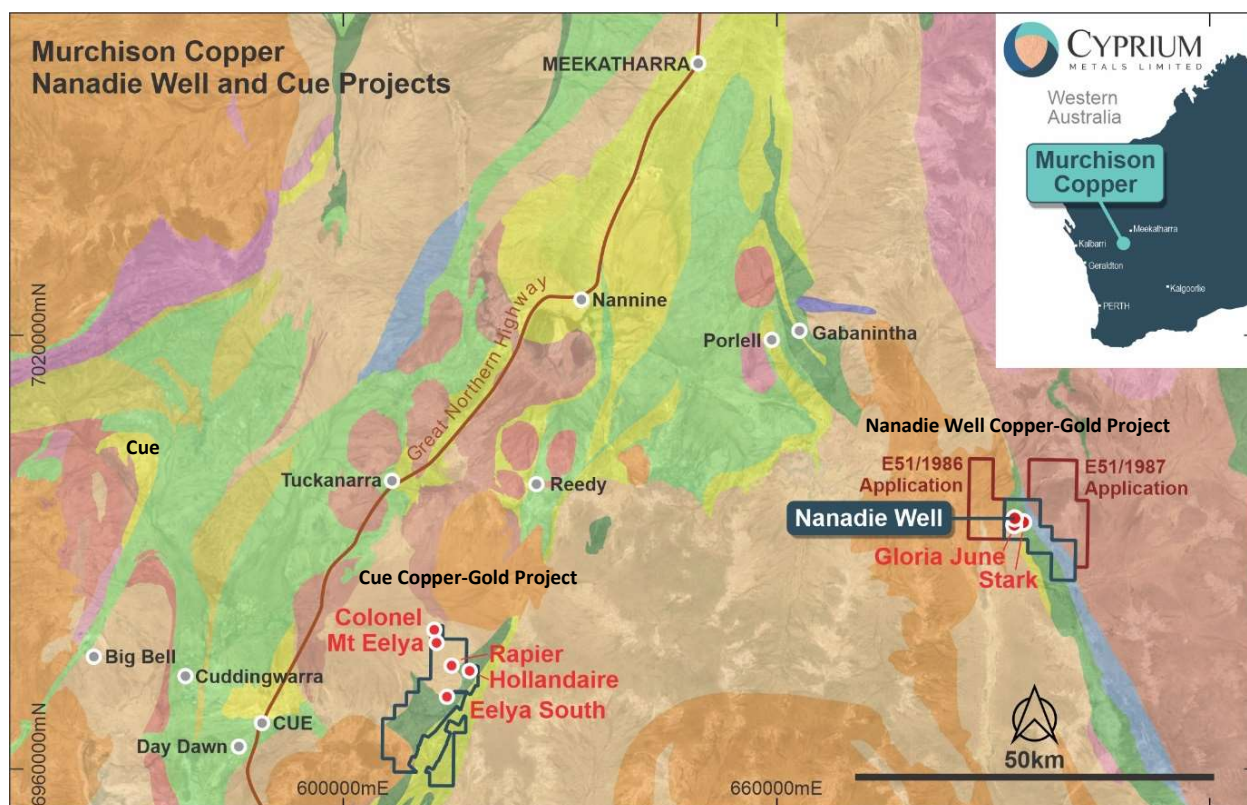 Murchison Copper
Nanadie Well and Cue Projects
MEEKATHARRA
CYPRIUM
METALS LIMITED
Western
Australia
Murchison
Copper
Meekatharra
Kalbarri
Geraldton
Kalgoorlie
PERTH
7020000mN
Great Northern Highway
Nannine
Porlell
Gabanintha
Cue
Tuckanarra
Reedy
Nanadie Well Copper-Gold Project
E51/1986
Application
E51/1987
Application
Nanadie Well
Gloria June
Stark
Cue Copper-Gold Project
Colonel
Mt Eelya
Rapier
Hollandaire
Eelya South
Big Bell
Cuddingwarra
CUE
Day Dawn
6960000mN
600000mE
660000mE
50km